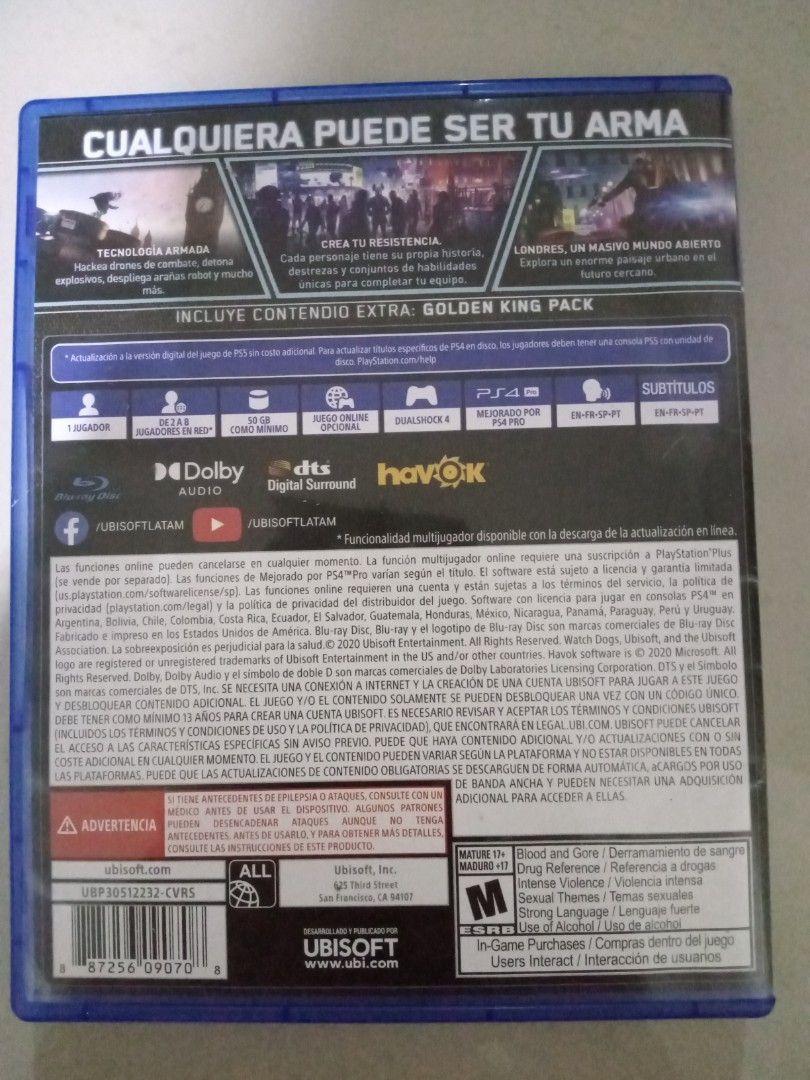 CUALQUIERA PUEDE SER TU ARMA
TECNOLOGÍA ARMADA
Hackea drones de combate, detona
explosivos, despliega arañas robot y mucho
más.
CREA TU RESISTENCIA.
Cada personaje tiene su propia historia,
destrezas y conjuntos de habilidades
únicas para completar tu equipo.
LONDRES, UN MASIVO MUNDO ABIERTO
Explora un enorme paisaje urbano en el
futuro cercano.
INCLUYE CONTENDIO EXTRA: GOLDEN KING PACK
* Actualización a la versión digital del juego de PS5 sin costo adicional. Para actualizar títulos específicos de PS4 en disco, los jugadores deben tener una consola PS5 con unidad de
disco. PlayStation.com/help
1 JUGADOR
DE 2 A 8
JUGADORES EN RED*
50 GB
COMO MÍNIMO
JUEGO ONLINE
OPCIONAL
DUALSHOCK 4
PS4 Pro
MEJORADO POR
PS4 PRO
EN•FR•SP•PT
SUBTÍTULOS
EN•FR•SP•PT
Blu-ray Disc
Dolby
AUDIO
dts
Digital Surround
havok
/UBISOFTLATAM
/UBISOFTLATAM
* Funcionalidad multijugador disponible con la descarga de la actualización en línea.
Las funciones online pueden cancelarse en cualquier momento. La función multijugador online requiere una suscripción a PlayStation®Plus
(se vende por separado). Las funciones de Mejorado por PS4™Pro varían según el título. El software está sujeto a licencia y garantía limitada
(us.playstation.com/softwarelicense/sp). Las funciones online requieren una cuenta y están sujetas a los términos del servicio, la política de
privacidad (playstation.com/legal) y la política de privacidad del distribuidor del juego. Software con licencia para jugar en consolas PS4™ en
Argentina, Bolivia, Chile, Colombia, Costa Rica, Ecuador, El Salvador, Guatemala, Honduras, México, Nicaragua, Panamá, Paraguay, Perú y Uruguay.
Fabricado e impreso en los Estados Unidos de América. Blu-ray Disc, Blu-ray y el logotipo de Blu-ray Disc son marcas comerciales de Blu-ray Disc
Association. La sobreexposición es perjudicial para la salud.© 2020 Ubisoft Entertainment. All Rights Reserved. Watch Dogs, Ubisoft, and the Ubisoft
logo are registered or unregistered trademarks of Ubisoft Entertainment in the US and/or other countries. Havok software is © 2020 Microsoft. All
Rights Reserved. Dolby, Dolby Audio y el símbolo de doble D son marcas comerciales de Dolby Laboratories Licensing Corporation. DTS y el Símbolo
son marcas comerciales de DTS, Inc. SE NECESITA UNA CONEXIÓN A INTERNET Y LA CREACIÓN DE UNA CUENTA UBISOFT PARA JUGAR A ESTE JUEGO
Y DESBLOQUEAR CONTENIDO ADICIONAL. EL JUEGO Y/O EL CONTENIDO SOLAMENTE SE PUEDEN DESBLOQUEAR UNA VEZ CON UN CÓDIGO ÚNICO.
DEBE TENER COMO MÍNIMO 13 AÑOS PARA CREAR UNA CUENTA UBISOFT. ES NECESARIO REVISAR Y ACEPTAR LOS TÉRMINOS Y CONDICIONES UBISOFT
(INCLUIDOS LOS TÉRMINOS Y CONDICIONES DE USO Y LA POLÍTICA DE PRIVACIDAD), QUE ENCONTRARÁ EN LEGAL.UBI.COM. UBISOFT PUEDE CANCELAR
EL ACCESO A LAS CARACTERÍSTICAS ESPECÍFICAS SIN AVISO PREVIO. PUEDE QUE HAYA CONTENIDO ADICIONAL Y/O ACTUALIZACIONES CON O SIN
COSTE ADICIONAL EN CUALQUIER MOMENTO. EL JUEGO Y EL CONTENIDO PUEDEN VARIAR SEGÚN LA PLATAFORMA Y NO ESTAR DISPONIBLES EN TODAS
LAS PLATAFORMAS. PUEDE QUE LAS ACTUALIZACIONES DE CONTENIDO OBLIGATORIAS SE DESCARGUEN DE FORMA AUTOMÁTICA, aCARGOS POR USO
DE BANDA ANCHA Y PUEDEN NECESITAR UNA ADQUISICIÓN
ADICIONAL PARA ACCEDER A ELLAS.
ADVERTENCIA
SI TIENE ANTECEDENTES DE EPILEPSIA O ATAQUES, CONSULTE CON UN
MÉDICO ANTES DE USAR EL DISPOSITIVO. ALGUNOS PATRONES
PUEDEN DESENCADENAR ATAQUES AUNQUE NO TENGA
ANTECEDENTES. ANTES DE USARLO, Y PARA OBTENER MÁS DETALLES,
CONSULTE LAS INSTRUCCIONES DE ESTE PRODUCTO.
ubisoft.com
UBP30512232-CVRS
ALL
Ubisoft, Inc.
625 Third Street
San Francisco, CA 94107
8 87256 09070 8
DESARROLLADO Y PUBLICADO POR
UBISOFT
www.ubi.com
MATURE 17+
MADURO +17
M
ESRB
Blood and Gore / Derramamiento de sangre
Drug Reference / Referencia a drogas
Intense Violence / Violencia intensa
Sexual Themes / Temas sexuales
Strong Language / Lenguaje fuerte
Use of Alcohol / Uso de alcohol
In-Game Purchases / Compras dentro del juego
Users Interact / Interacción de usuarios